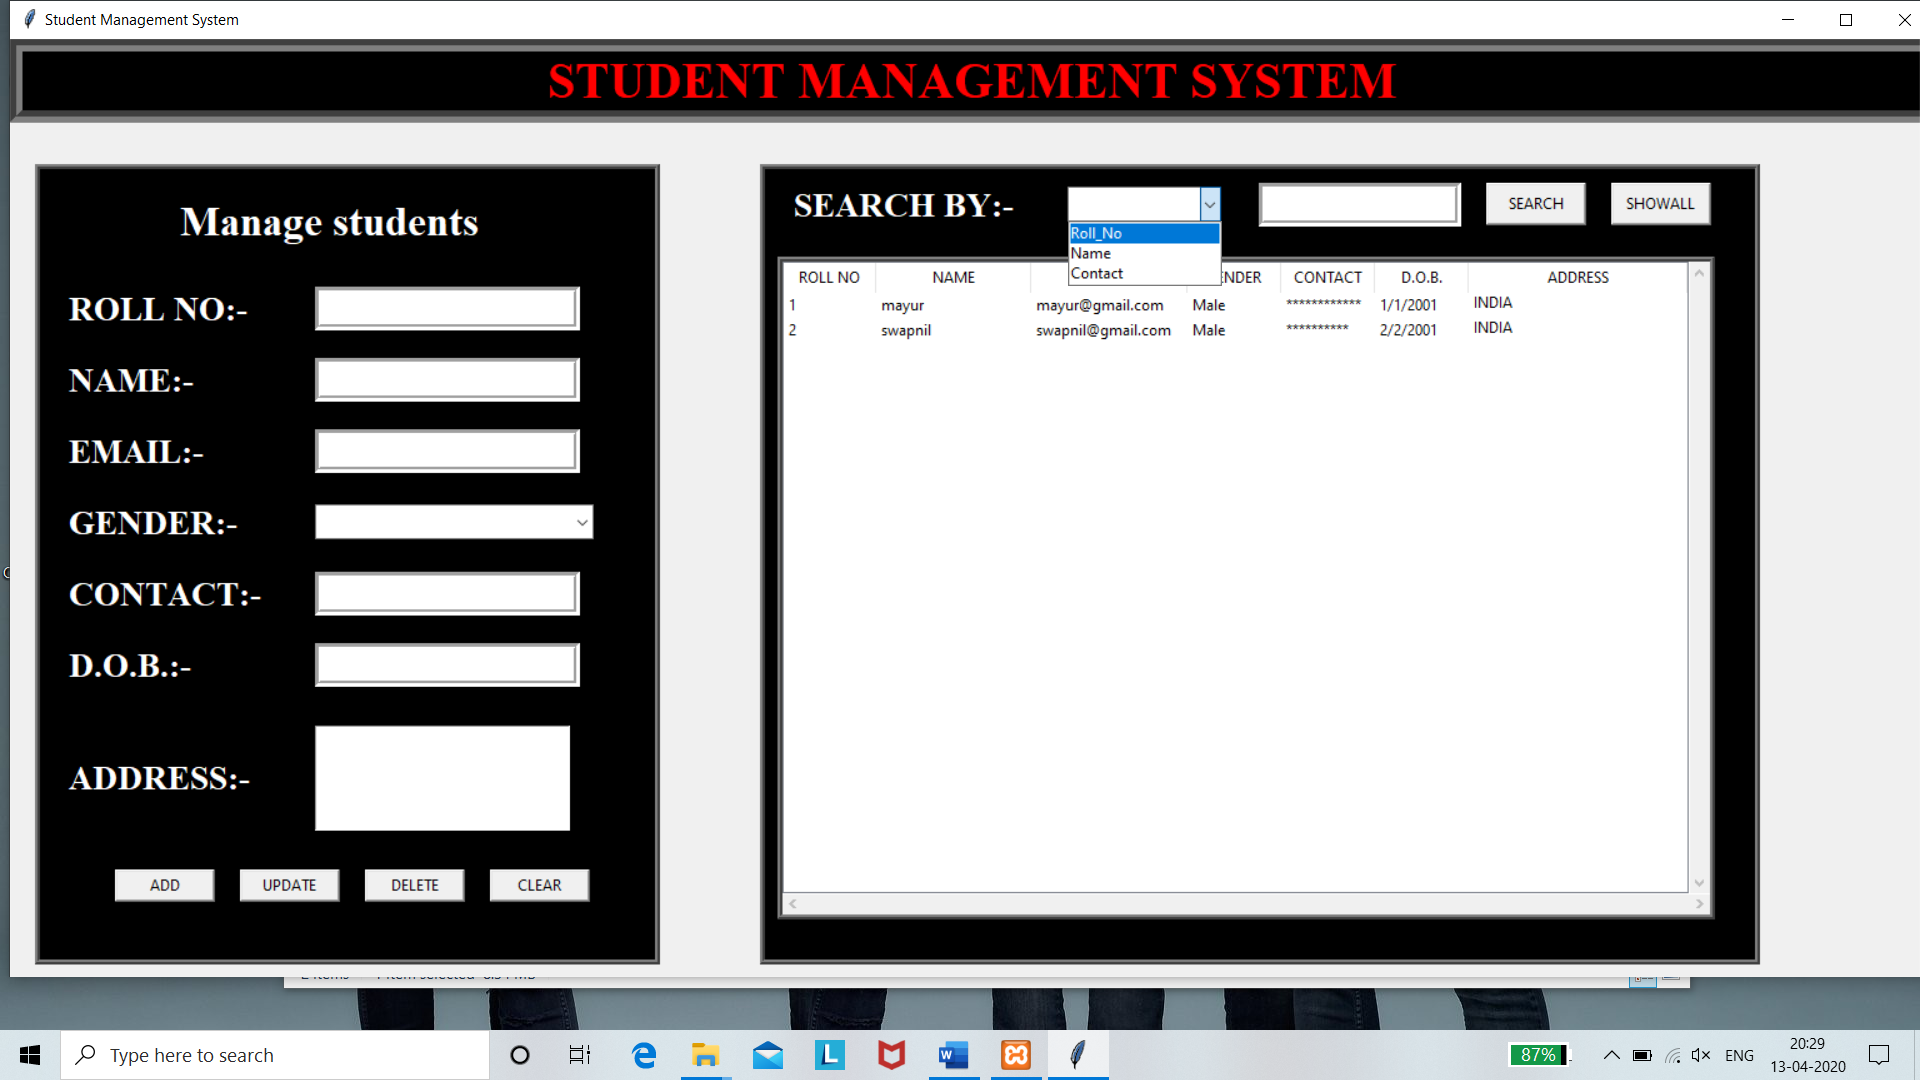 Student Management System
STUDENT MANAGEMENT SYSTEM
Manage students
ROLL NO:-
NAME:-
EMAIL:-
GENDER:-
CONTACT:-
D.O.B.:-
ADDRESS:-
ADD UPDATE DELETE CLEAR
SEARCH BY:- SEARCH SHOWALL
Roll_No
Name
Contact
ROLL NO NAME CONTACT D.O.B. ADDRESS
1 mayur mayur@gmail.com Male ************ 1/1/2001 INDIA
2 swapnil swapnil@gmail.com Male ********** 2/2/2001 INDIA
Type here to search
87% ENG 20:29
13-04-2020